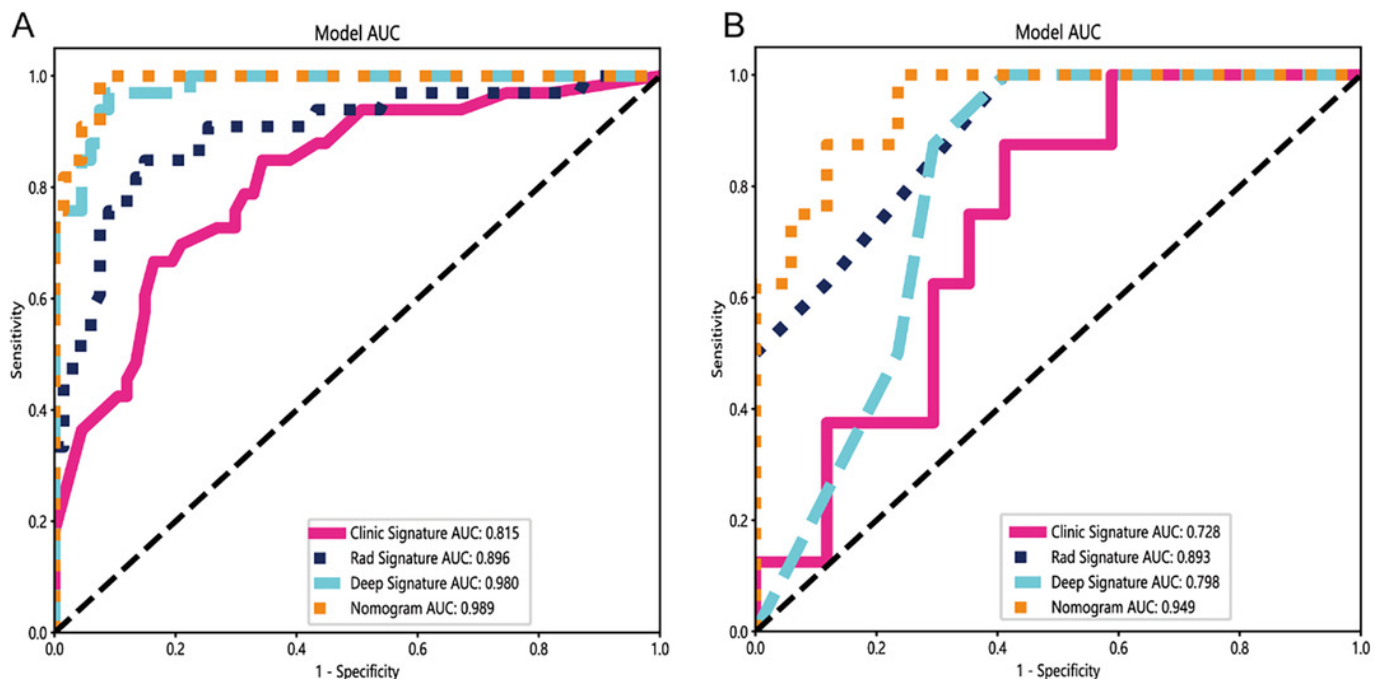 A
Model AUC
1.0
0.8
0.6
0.4
0.2
0.0
Sensitivity
Clinic Signature AUC: 0.815
Rad Signature AUC: 0.896
Deep Signature AUC: 0.980
Nomogram AUC: 0.989
0.0 0.2 0.4 0.6 0.8 1.0
1 - Specificity
B
Model AUC
1.0
0.8
0.6
0.4
0.2
0.0
Sensitivity
Clinic Signature AUC: 0.728
Rad Signature AUC: 0.893
Deep Signature AUC: 0.798
Nomogram AUC: 0.949
0.0 0.2 0.4 0.6 0.8 1.0
1 - Specificity